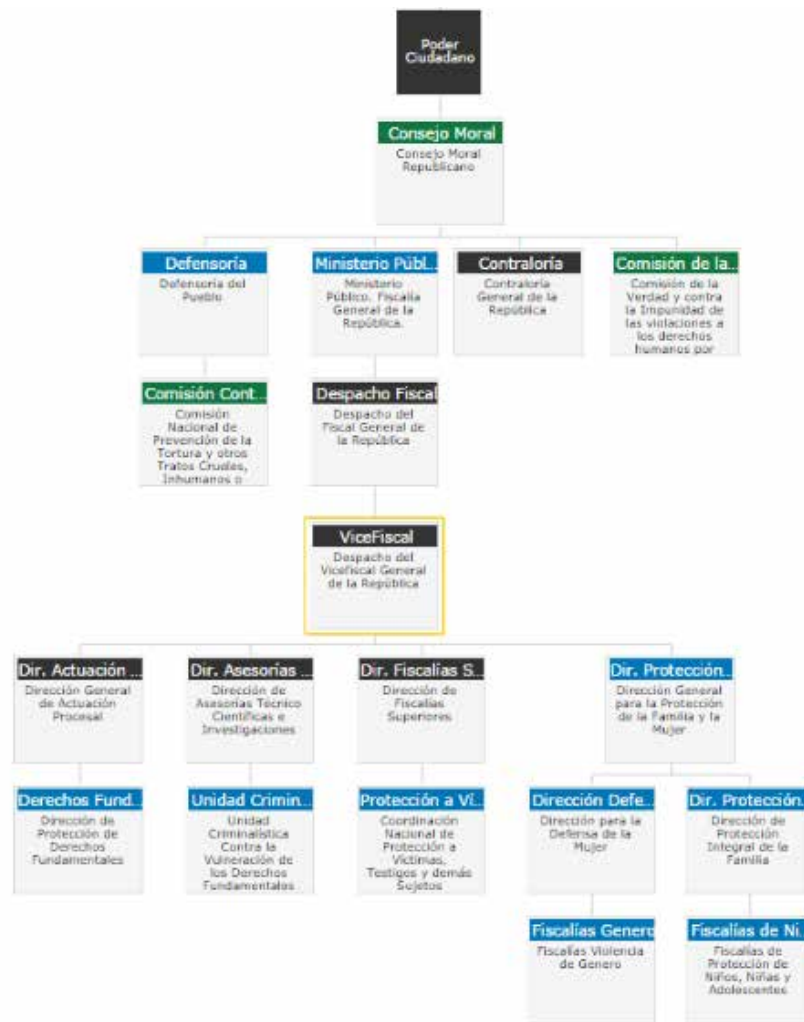 Poder
Ciudadano
Consejo Moral
Consejo Moral
Republicano
Defensoría
Defensoría del
Pueblo
Ministerio Públ...
Ministerio
Público. Fiscalía
General de la
República.
Contraloría
Contraloría
General de la
República
Comisión de la...
Comisión de la
Verdad y contra
la Impunidad de
las violaciones a
los derechos
humanos por
Comisión Cont...
Comisión
Nacional de
Prevención de la
Tortura y otros
Tratos Crueles,
Inhumanos o
Despacho Fiscal
Despacho del
Fiscal General de
la República
ViceFiscal
Despacho del
Vicefiscal General
de la República
Dir. Actuación ...
Dirección General
de Actuación
Procesal
Dir. Asesorías ...
Dirección de
Asesorías Técnico
Científicas e
Investigaciones
Dir. Fiscalías S...
Dirección de
Fiscalías
Superiores
Dir. Protección...
Dirección General
para la Protección
de la Familia y la
Mujer
Derechos Fund...
Dirección de
Protección de
Derechos
Fundamentales
Unidad Crimin...
Unidad
Criminalística
Contra la
Vulneración de
los Derechos
Fundamentales
Protección a Ví...
Coordinación
Nacional de
Protección a
Víctimas,
Testigos y demás
Sujetos
Dirección Defe...
Dirección para la
Defensa de la
Mujer
Dir. Protección...
Dirección de
Protección
Integral de la
Familia
Fiscalías Genero
Fiscalías Violencia
de Genero
Fiscalías de Ni...
Fiscalías de
Protección de
Niños, Niñas y
Adolescentes